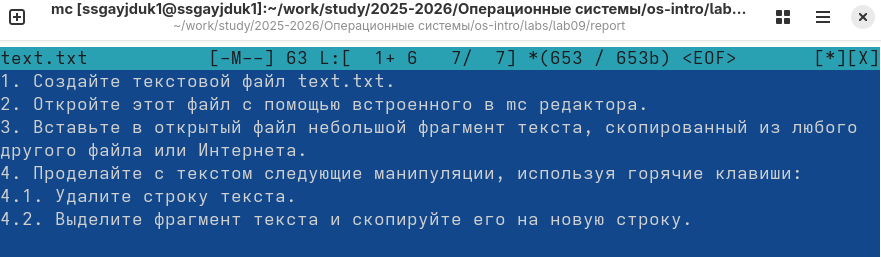 mc [ssgayjduk1@ssgayjduk1]:~/work/study/2025-2026/Операционные системы/os-intro/lab...
~/work/study/2025-2026/Операционные системы/os-intro/labs/lab09/report
text.txt [-M--] 63 L:[ 1+ 6 7/ 7] *(653 / 653b) <EOF> [*][X]
1. Создайте текстовой файл text.txt.
2. Откройте этот файл с помощью встроенного в mc редактора.
3. Вставьте в открытый файл небольшой фрагмент текста, скопированный из любого
другого файла или Интернета.
4. Проделайте с текстом следующие манипуляции, используя горячие клавиши:
4.1. Удалите строку текста.
4.2. Выделите фрагмент текста и скопируйте его на новую строку.